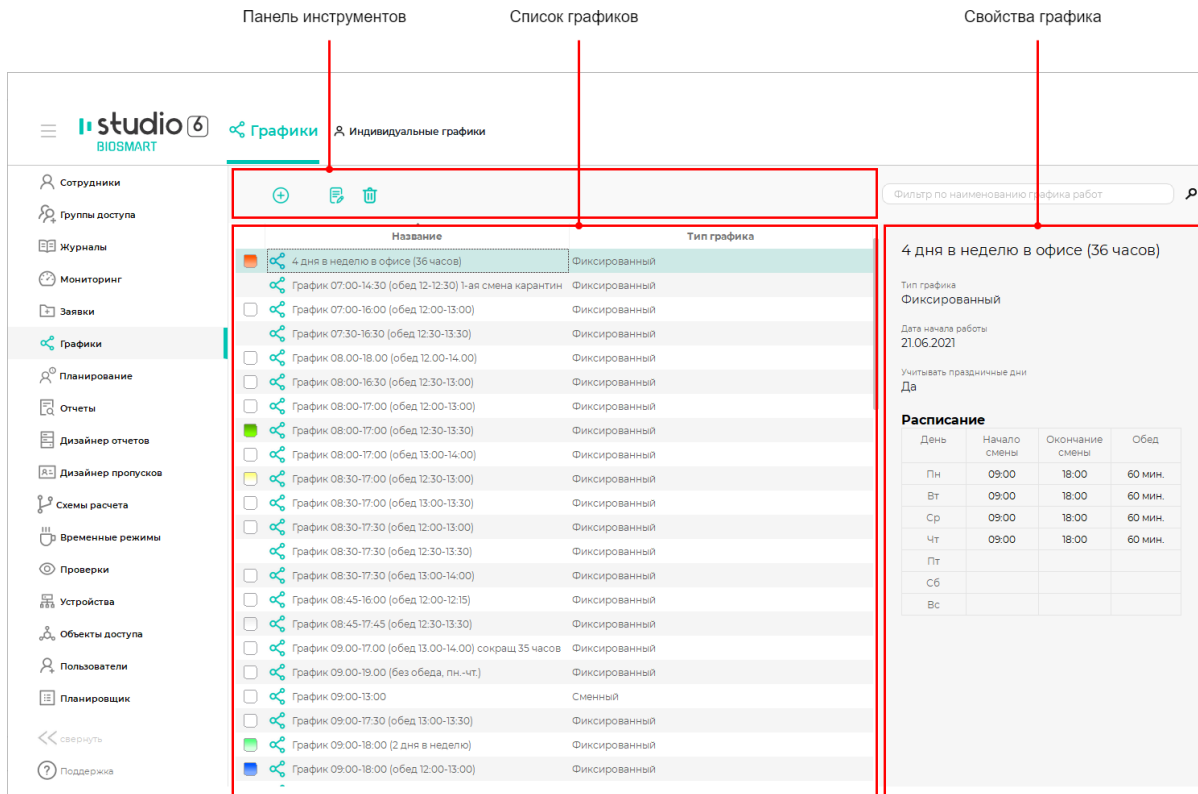 Панель инструментов
Список графиков
Свойства графика
studio 6
BIOSMART
Графики
Индивидуальные графики
Сотрудники
Группы доступа
Журналы
Мониторинг
Заявки
Графики
Планирование
Отчеты
Дизайнер отчетов
Дизайнер пропусков
Схемы расчета
Временные режимы
Проверки
Устройства
Объекты доступа
Пользователи
Планировщик
свернуть
Поддержка
Фильтр по наименованию графика работ
Название Тип графика
4 дня в неделю в офисе (36 часов) Фиксированный
График 07:00-14:30 (обед 12-12:30) 1-ая смена карантин Фиксированный
График 07:00-16:00 (обед 12:00-13:00) Фиксированный
График 07:30-16:30 (обед 12:30-13:30) Фиксированный
График 08.00-18.00 (обед 12.00-14.00) Фиксированный
График 08:00-16:30 (обед 12:30-13:00) Фиксированный
График 08:00-17:00 (обед 12:00-13:00) Фиксированный
График 08:00-17:00 (обед 12:30-13:30) Фиксированный
График 08:00-17:00 (обед 13:00-14:00) Фиксированный
График 08:30-17:00 (обед 12:30-13:00) Фиксированный
График 08:30-17:00 (обед 13:00-13:30) Фиксированный
График 08:30-17:30 (обед 12:00-13:00) Фиксированный
График 08:30-17:30 (обед 12:30-13:30) Фиксированный
График 08:30-17:30 (обед 13:00-14:00) Фиксированный
График 08:45-16:00 (обед 12:00-12:15) Фиксированный
График 08:45-17:45 (обед 12:30-13:30) Фиксированный
График 09.00-17.00 (обед 13.00-14.00) сокращ 35 часов Фиксированный
График 09.00-19.00 (без обеда, пн.-чт.) Фиксированный
График 09:00-13:00 Сменный
График 09:00-17:30 (обед 13:00-13:30) Фиксированный
График 09:00-18:00 (2 дня в неделю) Фиксированный
График 09:00-18:00 (обед 12:00-13:00) Фиксированный
4 дня в неделю в офисе (36 часов)
Тип графика
Фиксированный
Дата начала работы
21.06.2021
Учитывать праздничные дни
Да
Расписание
День Начало смены Окончание смены Обед
Пн 09:00 18:00 60 мин.
Вт 09:00 18:00 60 мин.
Ср 09:00 18:00 60 мин.
Чт 09:00 18:00 60 мин.
Пт
Сб
Вс